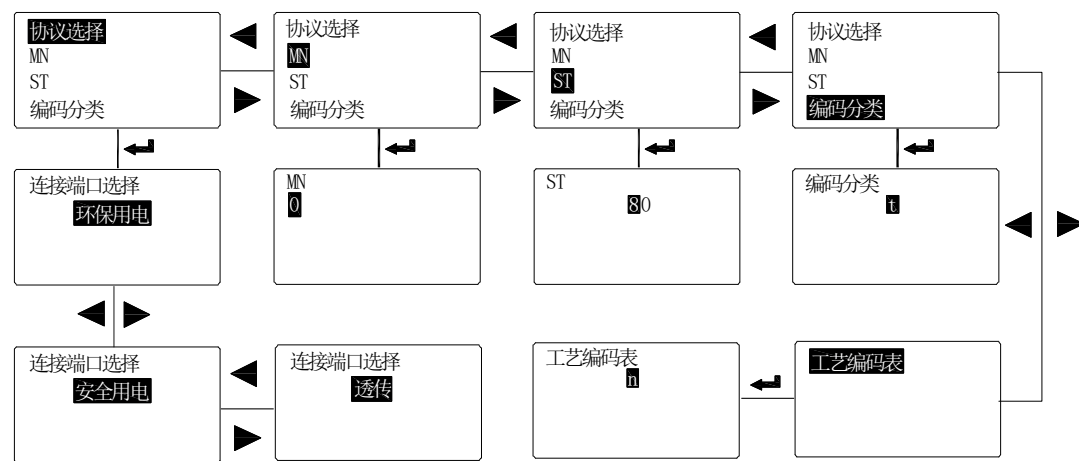 协议选择
MN
ST
编码分类
协议选择
MN
ST
编码分类
协议选择
MN
ST
编码分类
协议选择
MN
ST
编码分类
连接端口选择
环保用电
MN
0
ST
80
编码分类
t
连接端口选择
安全用电
连接端口选择
透传
工艺编码表
n
工艺编码表